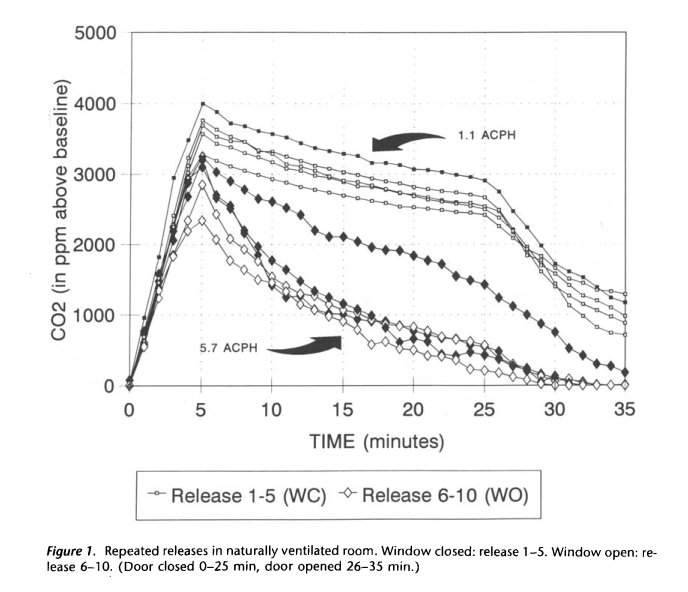 5000
4000
3000
2000
1000
0
CO2 (in ppm above baseline)
1.1 ACPH
5.7 ACPH
0 5 10 15 20 25 30 35
TIME (minutes)
Release 1-5 (WC) Release 6-10 (WO)
Figure 1. Repeated releases in naturally ventilated room. Window closed: release 1–5. Window open: re-
lease 6–10. (Door closed 0–25 min, door opened 26–35 min.)